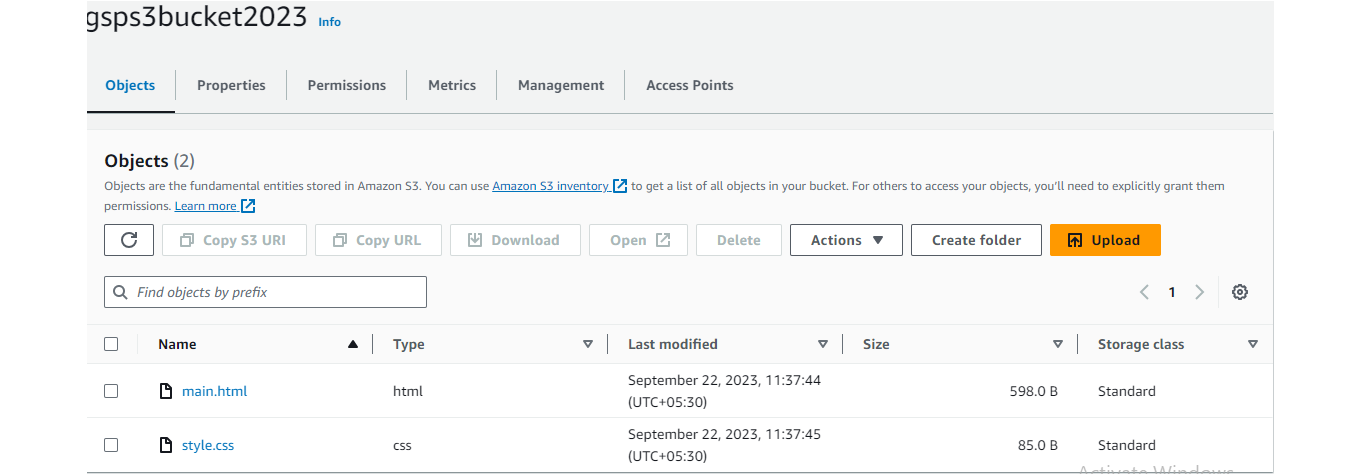 gsps3bucket2023 Info
Objects Properties Permissions Metrics Management Access Points
Objects (2)
Objects are the fundamental entities stored in Amazon S3. You can use Amazon S3 inventory to get a list of all objects in your bucket. For others to access your objects, you'll need to explicitly grant them
permissions. Learn more
Copy S3 URI Copy URL Download Open Delete Actions Create folder Upload
Find objects by prefix 1
Name Type Last modified Size Storage class
main.html html September 22, 2023, 11:37:44 (UTC+05:30) 598.0 B Standard
style.css css September 22, 2023, 11:37:45 (UTC+05:30) 85.0 B Standard
Activate Windows